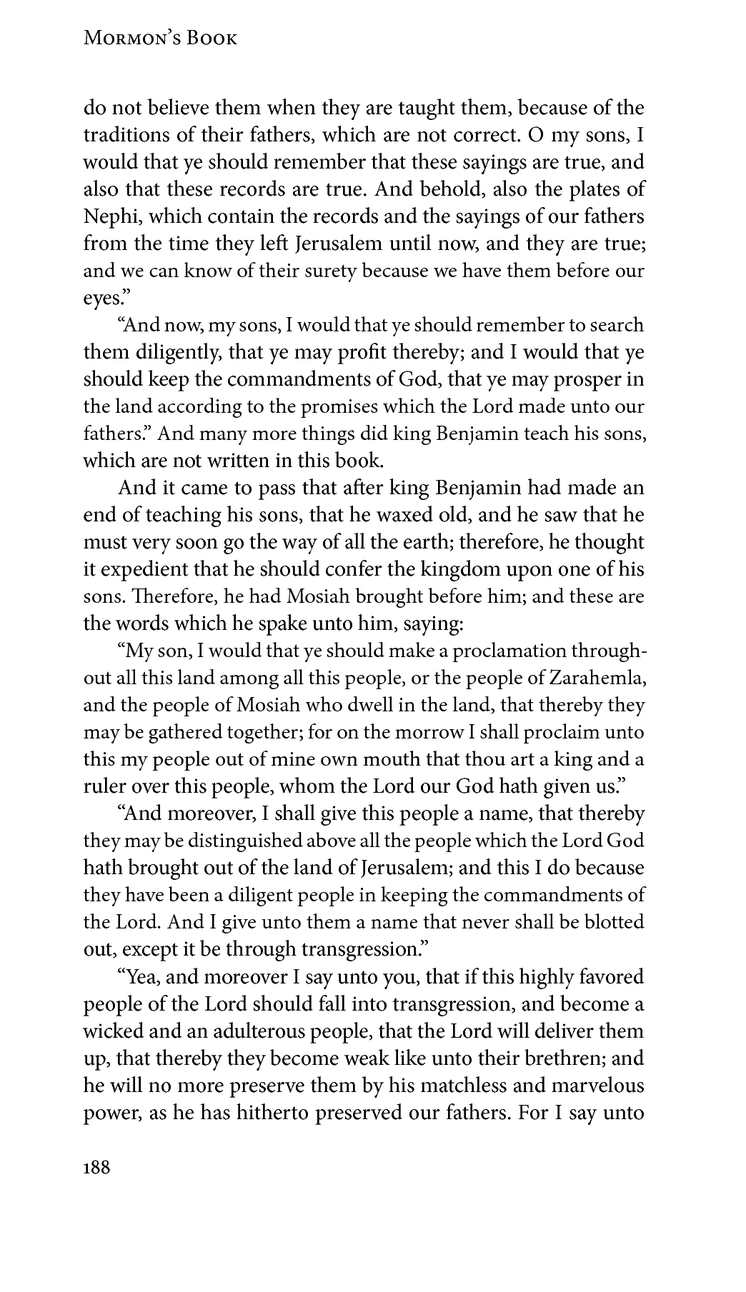 Mormon’s Book
do not believe them when they are taught them, because of the
traditions of their fathers, which are not correct. O my sons, I
would that ye should remember that these sayings are true, and
also that these records are true. And behold, also the plates of
Nephi, which contain the records and the sayings of our fathers
from the time they left Jerusalem until now, and they are true;
and we can know of their surety because we have them before our
eyes.”
“And now, my sons, I would that ye should remember to search
them diligently, that ye may profit thereby; and I would that ye
should keep the commandments of God, that ye may prosper in
the land according to the promises which the Lord made unto our
fathers.” And many more things did king Benjamin teach his sons,
which are not written in this book.
And it came to pass that after king Benjamin had made an
end of teaching his sons, that he waxed old, and he saw that he
must very soon go the way of all the earth; therefore, he thought
it expedient that he should confer the kingdom upon one of his
sons. Therefore, he had Mosiah brought before him; and these are
the words which he spake unto him, saying:
“My son, I would that ye should make a proclamation through-
out all this land among all this people, or the people of Zarahemla,
and the people of Mosiah who dwell in the land, that thereby they
may be gathered together; for on the morrow I shall proclaim unto
this my people out of mine own mouth that thou art a king and a
ruler over this people, whom the Lord our God hath given us.”
“And moreover, I shall give this people a name, that thereby
they may be distinguished above all the people which the Lord God
hath brought out of the land of Jerusalem; and this I do because
they have been a diligent people in keeping the commandments of
the Lord. And I give unto them a name that never shall be blotted
out, except it be through transgression.”
“Yea, and moreover I say unto you, that if this highly favored
people of the Lord should fall into transgression, and become a
wicked and an adulterous people, that the Lord will deliver them
up, that thereby they become weak like unto their brethren; and
he will no more preserve them by his matchless and marvelous
power, as he has hitherto preserved our fathers. For I say unto
188